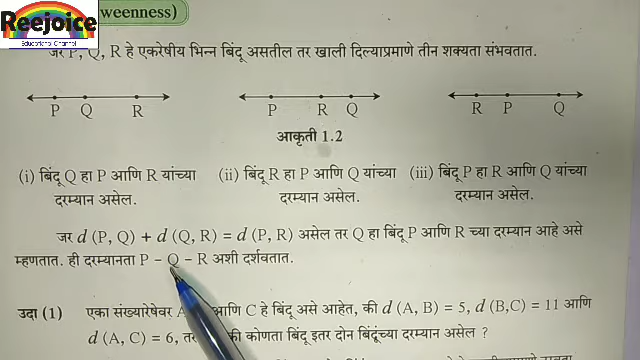 Reejoice
Educational Channel
weenness)
जर P, Q, R हे एकरेषीय भिन्न बिंदू असतील तर खाली दिल्याप्रमाणे तीन शक्यता संभवतात.
P Q R P R Q R P Q
आकृती 1.2
(i) बिंदू Q हा P आणि R यांच्या (ii) बिंदू R हा P आणि Q यांच्या (iii) बिंदू P हा R आणि Q यांच्या
दरम्यान असेल. दरम्यान असेल. दरम्यान असेल.
जर d (P, Q) + d (Q, R) = d (P, R) असेल तर Q हा बिंदू P आणि R च्या दरम्यान आहे असे
म्हणतात. ही दरम्यानता P - Q - R अशी दर्शवतात.
उदा (1) एका संख्यारेषेवर A आणि C हे बिंदू असे आहेत, की d (A, B) = 5, d (B,C) = 11 आणि
d (A, C) = 6, की कोणता बिंदू इतर दोन बिंदूंच्या दरम्यान असेल ?